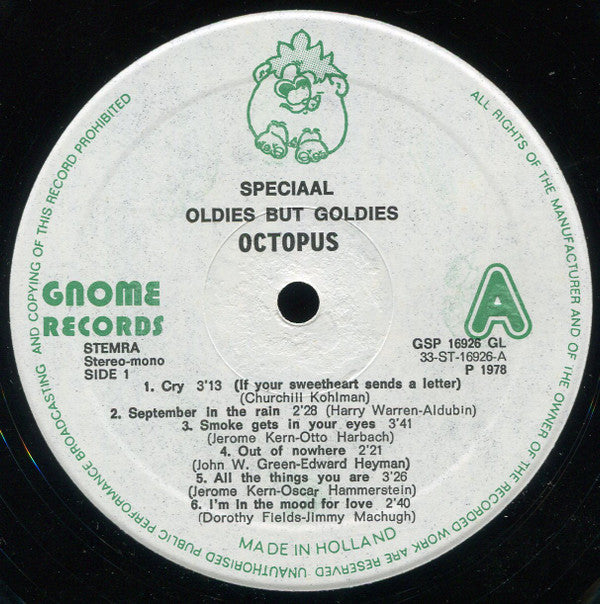 SPECIAAL
OLDIES BUT GOLDIES
OCTOPUS
GNOME
RECORDS
A
STEMRA
Stereo-mono
SIDE 1
GSP 16926 GL
33-ST-16926-A
P 1978
1. Cry 3'13 (If your sweetheart sends a letter)
(Churchill Kohlman)
2. September in the rain 2'28 (Harry Warren-Aldubin)
3. Smoke gets in your eyes 3'41
(Jerome Kern-Otto Harbach)
4. Out of nowhere 2'21
(John W. Green-Edward Heyman)
5. All the things you are 3'26
(Jerome Kern-Oscar Hammerstein)
6. I'm in the mood for love 2'40
(Dorothy Fields-Jimmy Machugh)
MADE IN HOLLAND
ALL RIGHTS OF THE MANUFACTURER AND OF THE OWNER OF THE RECORDED WORK ARE RESERVED UNAUTHORISED PUBLIC PERFORMANCE BROADCASTING AND COPYING OF THIS RECORD PROHIBITED